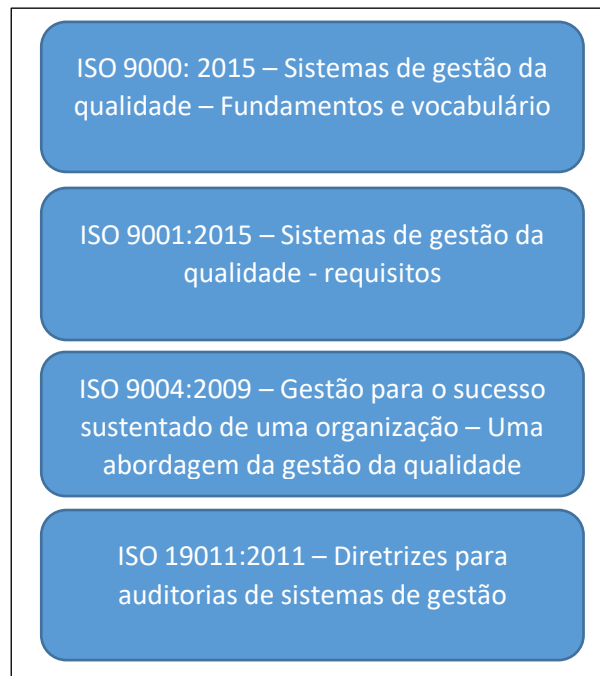 ISO 9000: 2015 – Sistemas de gestão da
qualidade – Fundamentos e vocabulário
ISO 9001:2015 – Sistemas de gestão da
qualidade - requisitos
ISO 9004:2009 – Gestão para o sucesso
sustentado de uma organização – Uma
abordagem da gestão da qualidade
ISO 19011:2011 – Diretrizes para
auditorias de sistemas de gestão